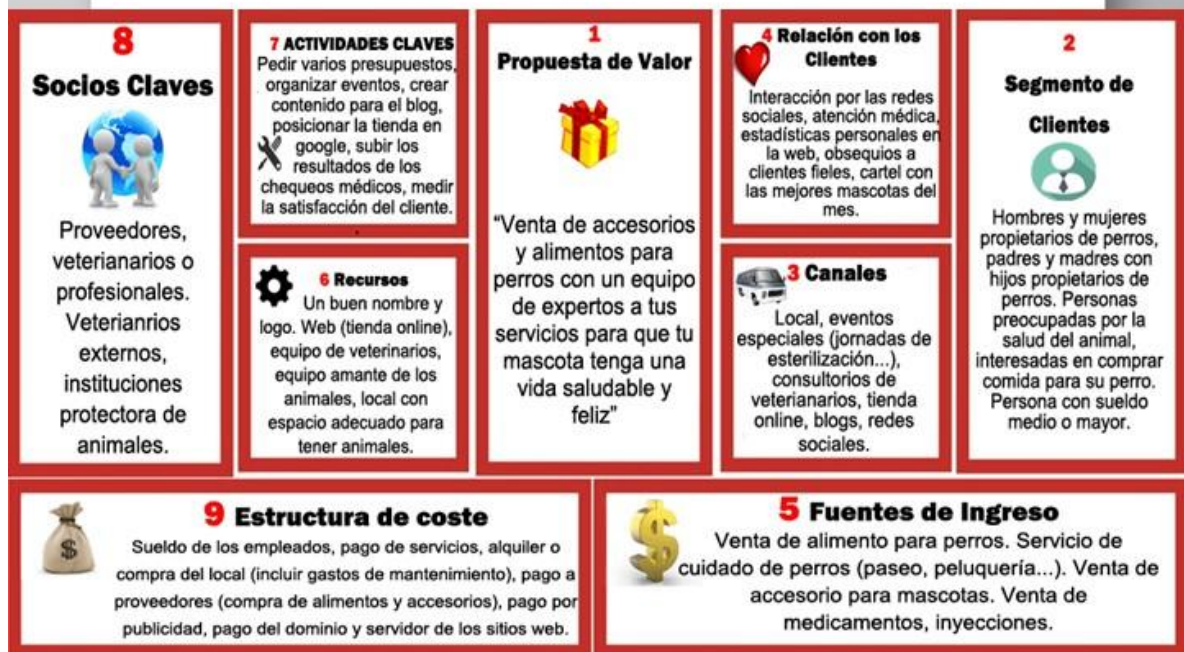 8
Socios Claves
Proveedores,
veterianarios o
profesionales.
Veterianrios
externos,
instituciones
protectora de
animales.
7 ACTIVIDADES CLAVES
Pedir varios presupuestos,
organizar eventos, crear
contenido para el blog,
posicionar la tienda en
google, subir los
resultados de los
chequeos médicos, medir
la satisfacción del cliente.
.
6 Recursos
Un buen nombre y
logo. Web (tienda online),
equipo de veterinarios,
equipo amante de los
animales, local con
espacio adecuado para
tener animales.
1
Propuesta de Valor
“Venta de accesorios
y alimentos para
perros con un equipo
de expertos a tus
servicios para que tu
mascota tenga una
vida saludable y
feliz”
4 Relación con los
Clientes
Interacción por las redes
sociales, atención médica,
estadísticas personales en
la web, obsequios a
clientes fieles, cartel con
las mejores mascotas del
mes.
3 Canales
Local, eventos
especiales (jornadas de
esterilización...),
consultorios de
veterianarios, tienda
online, blogs, redes
sociales.
2
Segmento de
Clientes
Hombres y mujeres
propietarios de perros,
padres y madres con
hijos propietarios de
perros. Personas
preocupadas por la
salud del animal,
interesadas en comprar
comida para su perro.
Persona con sueldo
medio o mayor.
$
9 Estructura de coste
Sueldo de los empleados, pago de servicios, alquiler o
compra del local (incluir gastos de mantenimiento), pago a
proveedores (compra de alimentos y accesorios), pago por
publicidad, pago del dominio y servidor de los sitios web.
$
5 Fuentes de Ingreso
Venta de alimento para perros. Servicio de
cuidado de perros (paseo, peluquería...). Venta de
accesorio para mascotas. Venta de
medicamentos, inyecciones.